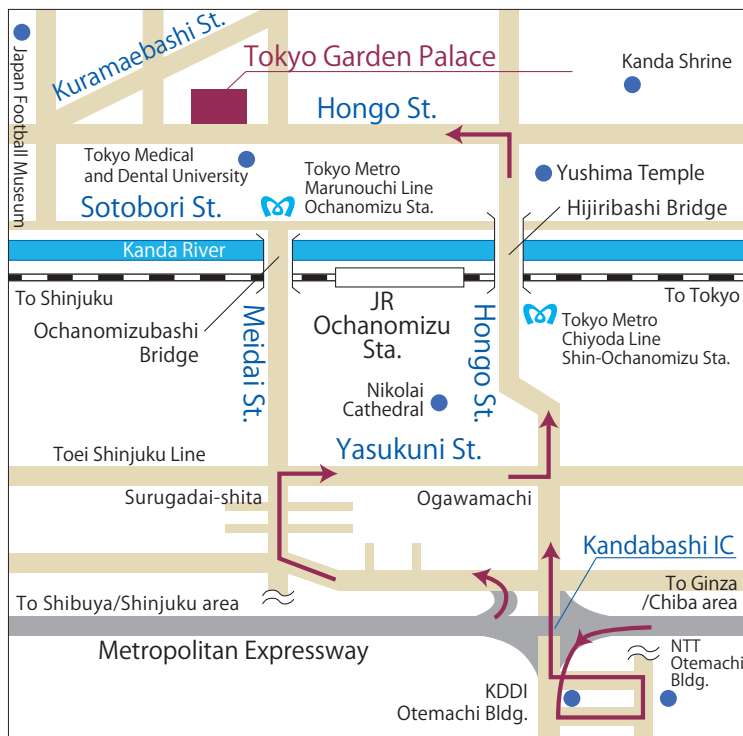 Kuramaebashi St.
Tokyo Garden Palace
Kanda Shrine
Japan Football Museum
Hongo St.
Tokyo Medical
and Dental University
Tokyo Metro
Marunouchi Line
Ochanomizu Sta.
Yushima Temple
Sotobori St.
Hijiribashi Bridge
Kanda River
To Shinjuku
To Tokyo
Ochanomizubashi
Bridge
Meidai St.
JR
Ochanomizu
Sta.
Hongo St.
Tokyo Metro
Chiyoda Line
Shin-Ochanomizu Sta.
Nikolai
Cathedral
Toei Shinjuku Line
Yasukuni St.
Surugadai-shita
Ogawamachi
Kandabashi IC
To Shibuya/Shinjuku area
To Ginza
/Chiba area
Metropolitan Expressway
NTT
Otemachi
Bldg.
KDDI
Otemachi Bldg.